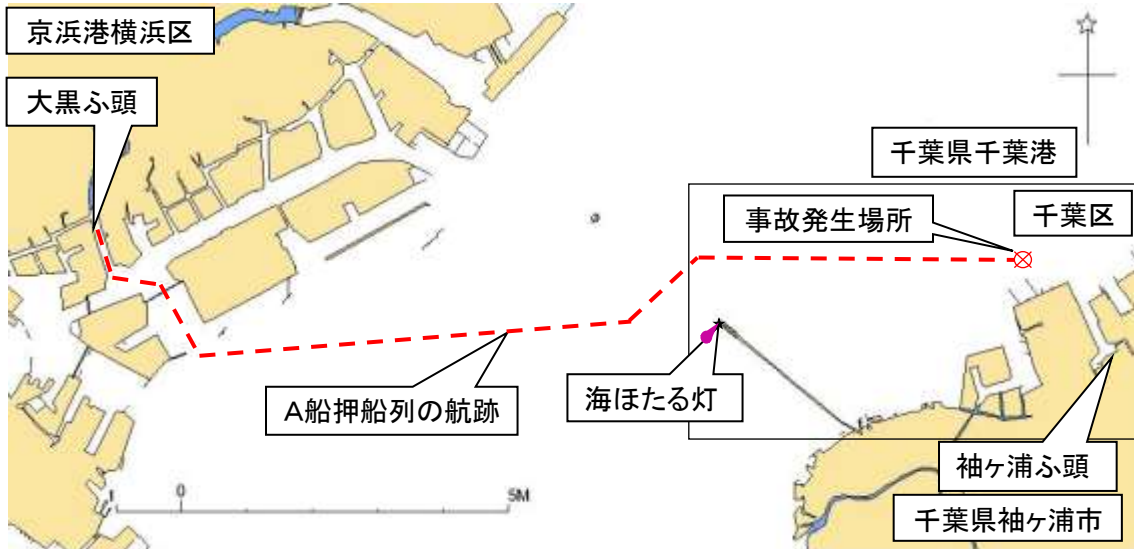 京浜港横浜区
大黒ふ頭
千葉県千葉港
事故発生場所
千葉区
A船押船列の航跡
海ほたる灯
袖ヶ浦ふ頭
千葉県袖ヶ浦市
0
5M